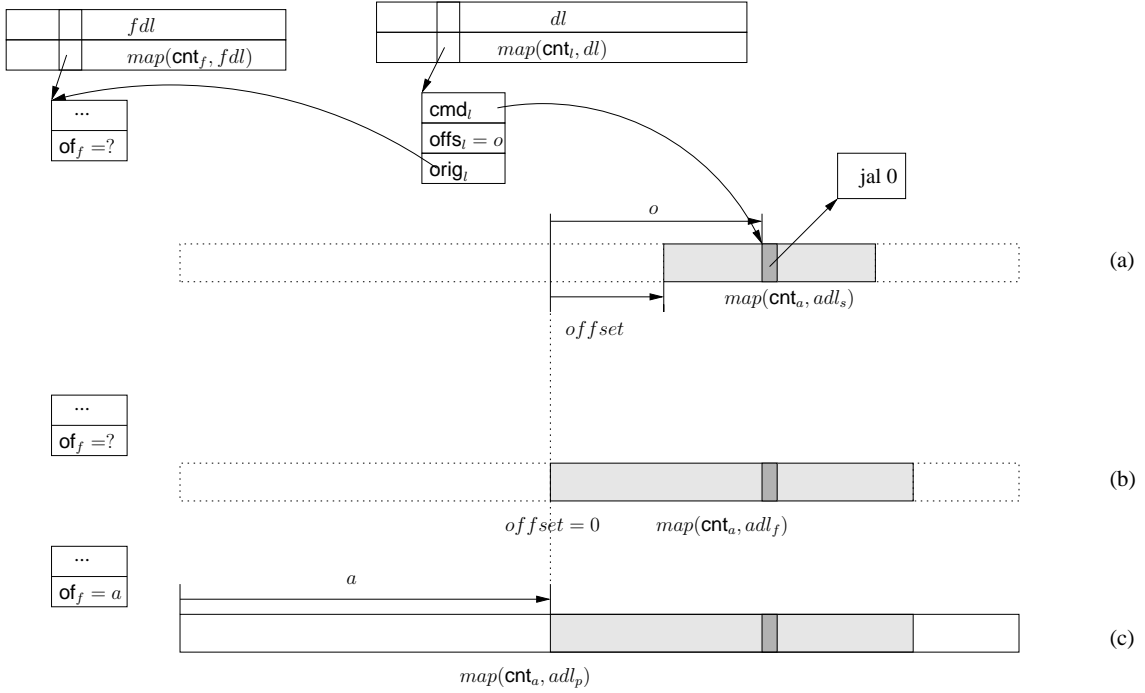 fdl
map(cnt_f, fdl)
dl
map(cnt_l, dl)
...
of_f =?
cmd_l
offs_l = o
orig_l
jal 0
o
(a)
map(cnt_a, adl_s)
offset
...
of_f =?
(b)
offset = 0
map(cnt_a, adl_f)
...
of_f = a
a
(c)
map(cnt_a, adl_p)